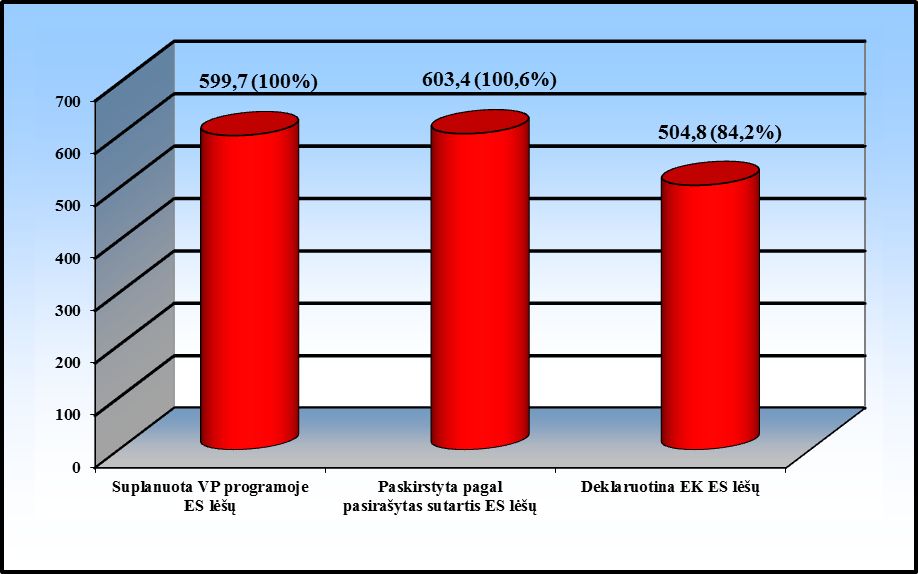 599,7 (100%)
603,4 (100,6%)
504,8 (84,2%)
700
600
500
400
300
200
100
0
Suplanuota VP programoje
ES lėšų
Paskirstyta pagal
pasirašytas sutartis ES lėšų
Deklaruotina EK ES lėšų